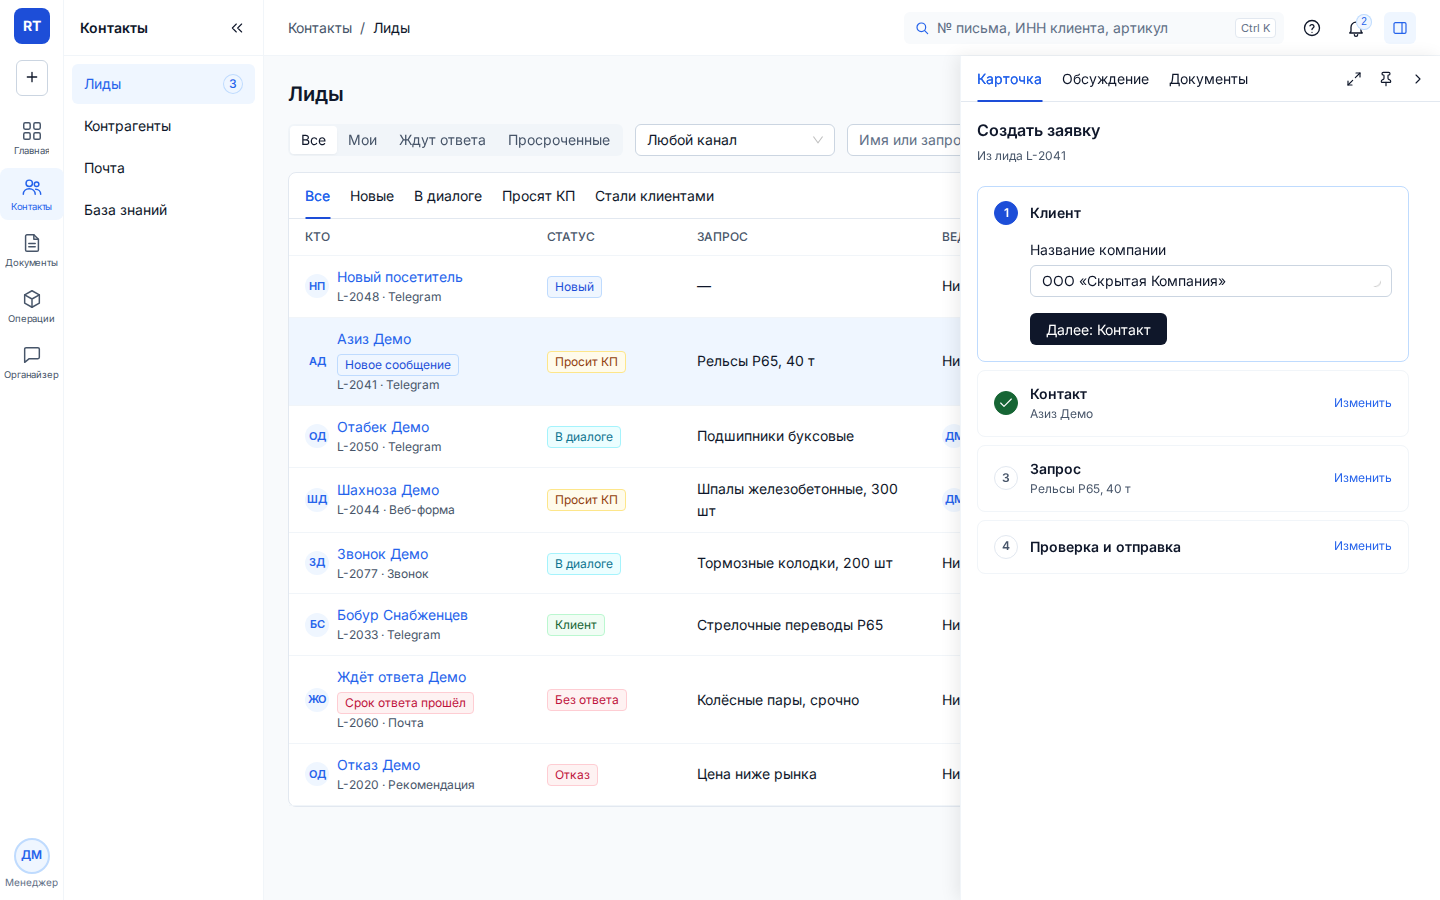 RT
Контакты
Контакты / Лиды
№ письма, ИНН клиента, артикул
Ctrl K
2
+
Главная
Контакты
Документы
Операции
Органайзер
ДМ
Менеджер
Лиды
3
Контрагенты
Почта
База знаний
Лиды
Все
Мои
Ждут ответа
Просроченные
Любой канал
Имя или запро
Все
Новые
В диалоге
Просят КП
Стали клиентами
КТО
СТАТУС
ЗАПРОС
ВЕД
НП
Новый посетитель
L-2048 · Telegram
Новый
—
Ни
АД
Азиз Демо
Новое сообщение
L-2041 · Telegram
Просит КП
Рельсы Р65, 40 т
Ни
ОД
Отабек Демо
L-2050 · Telegram
В диалоге
Подшипники буксовые
ДМ
ШД
Шахноза Демо
L-2044 · Веб-форма
Просит КП
Шпалы железобетонные, 300
шт
ДМ
ЗД
Звонок Демо
L-2077 · Звонок
В диалоге
Тормозные колодки, 200 шт
Ни
БС
Бобур Снабженцев
L-2033 · Telegram
Клиент
Стрелочные переводы Р65
Ни
ЖО
Ждёт ответа Демо
Срок ответа прошёл
L-2060 · Почта
Без ответа
Колёсные пары, срочно
Ни
ОД
Отказ Демо
L-2020 · Рекомендация
Отказ
Цена ниже рынка
Ни
Карточка
Обсуждение
Документы
Создать заявку
Из лида L-2041
1
Клиент
Название компании
ООО «Скрытая Компания»
Далее: Контакт
Контакт
Азиз Демо
Изменить
3
Запрос
Рельсы Р65, 40 т
Изменить
4
Проверка и отправка
Изменить